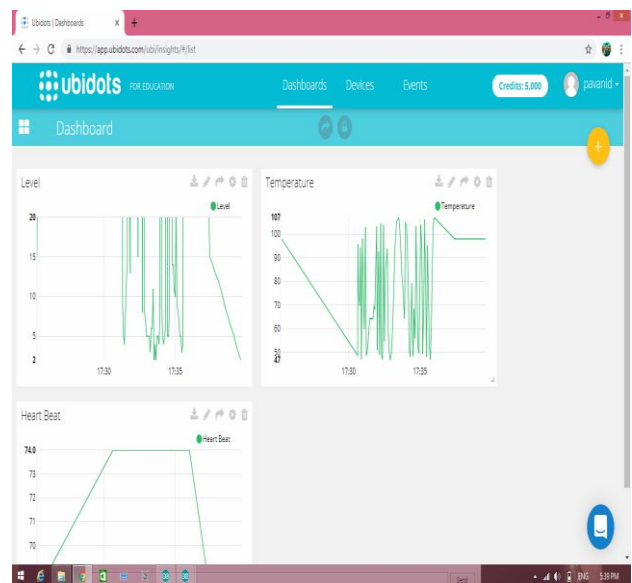 Ubidots | Dashboards
https://app.ubidots.com/ubi/insights/#/list
ubidots FOR EDUCATION
Dashboards Devices Events
Credits: 5,000
pavanid
Dashboard
+
Level
Level
20
15
10
5
2
17:30 17:35
Temperature
Temperature
107
100
90
80
70
60
50
47
17:30 17:35
Heart Beat
Heart Beat
74.0
73
72
71
70
Send
ENG 5:39 PM